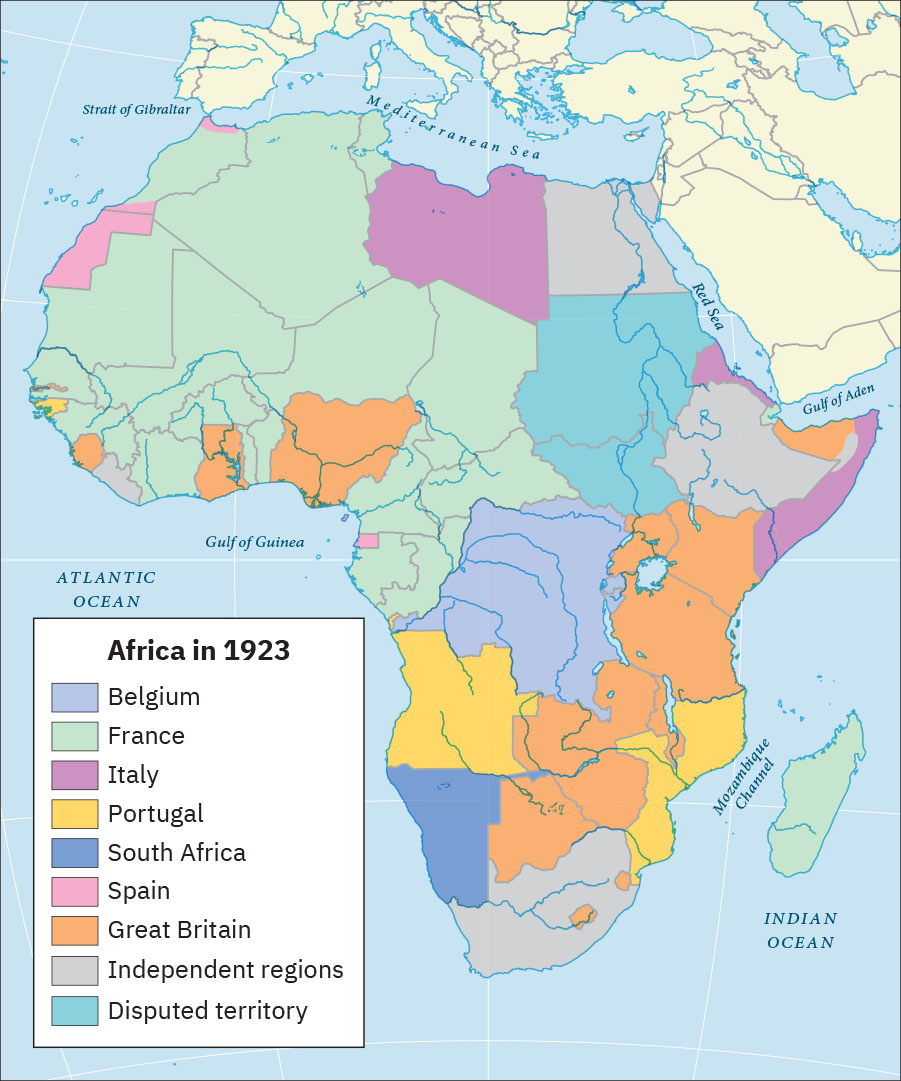 Strait of Gibraltar
Mediterranean Sea
Red Sea
Gulf of Aden
Gulf of Guinea
ATLANTIC
OCEAN
Mozambique
Channel
INDIAN
OCEAN
Africa in 1923
Belgium
France
Italy
Portugal
South Africa
Spain
Great Britain
Independent regions
Disputed territory